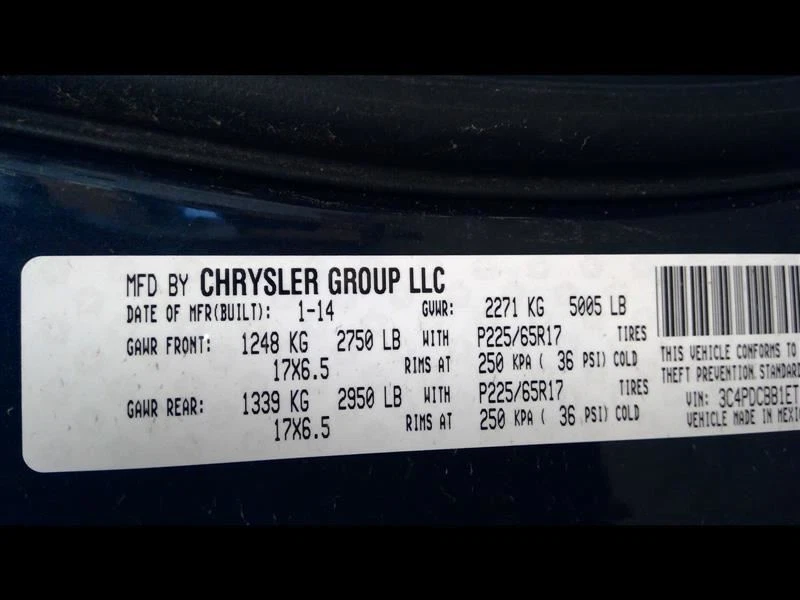 MFD BY CHRYSLER GROUP LLC
DATE OF MFR(BUILT): 1-14 GVWR: 2271 KG 5005 LB
GAWR FRONT: 1248 KG 2750 LB WITH P225/65R17 TIRES
17X6.5 RIMS AT 250 KPA ( 36 PSI) COLD
GAWR REAR: 1339 KG 2950 LB WITH P225/65R17 TIRES
17X6.5 RIMS AT 250 KPA ( 36 PSI) COLD
THIS VEHICLE CONFORMS TO
THEFT PREVENTION STANDARD
VIN: 3C4PDCBB1ET
VEHICLE MADE IN MEXI